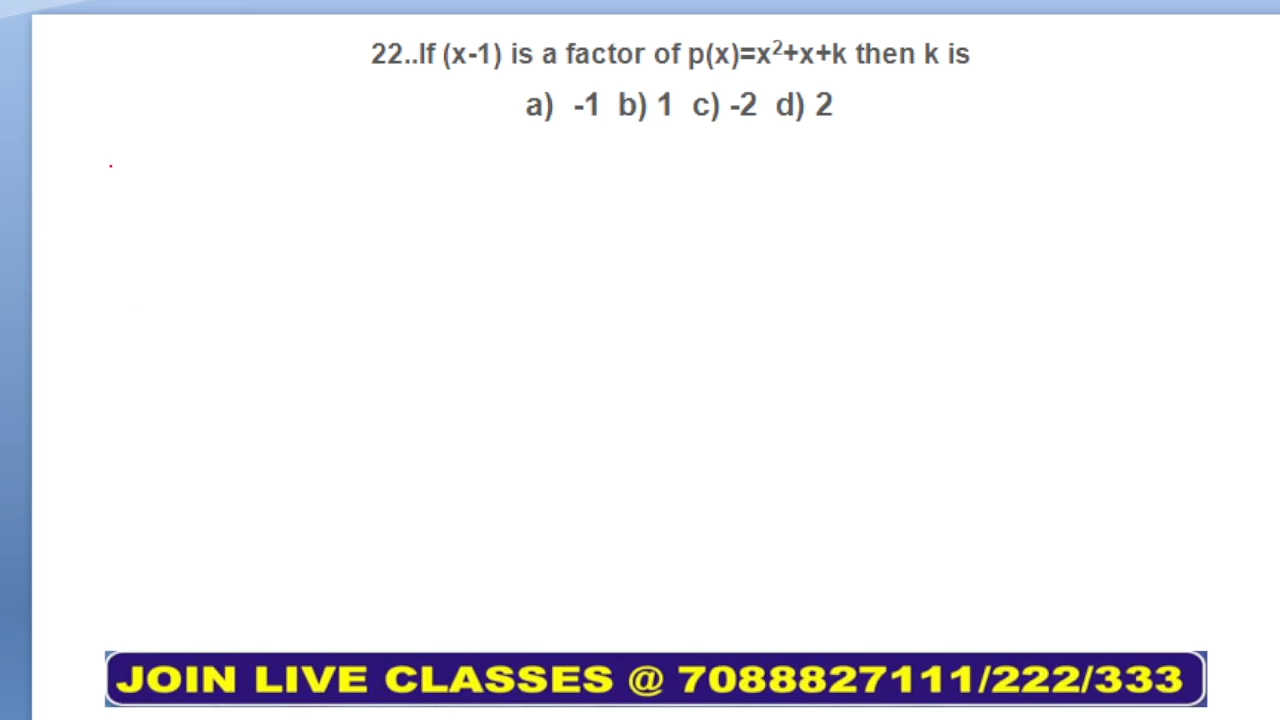 22..If (x-1) is a factor of p(x)=x²+x+k then k is
a) -1 b) 1 c) -2 d) 2
JOIN LIVE CLASSES @ 7088827111/222/333